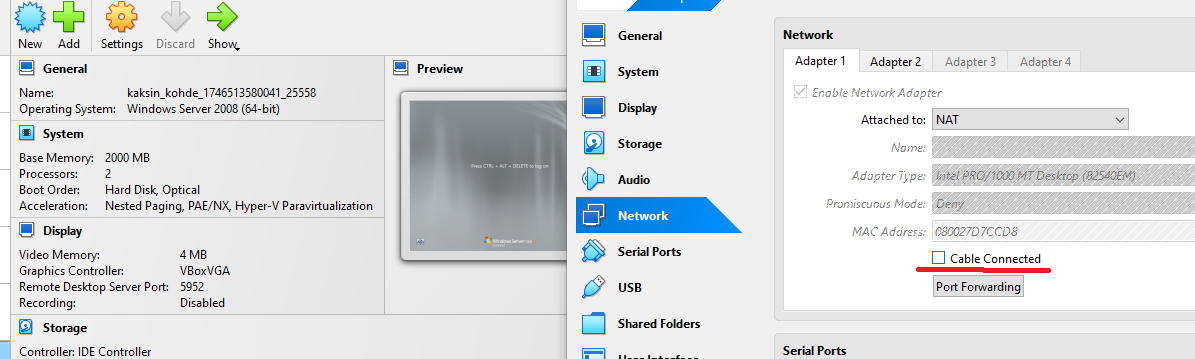 New Add Settings Discard Show
General
Name: kaksin_kohde_1746513580041_25558
Operating System: Windows Server 2008 (64-bit)
System
Base Memory: 2000 MB
Processors: 2
Boot Order: Hard Disk, Optical
Acceleration: Nested Paging, PAE/NX, Hyper-V Paravirtualization
Display
Video Memory: 4 MB
Graphics Controller: VBoxVGA
Remote Desktop Server Port: 5952
Recording: Disabled
Storage
Controller: IDE Controller
Preview
Press CTRL + ALT + DELETE to log on
Windows Server
General
System
Display
Storage
Audio
Network
Serial Ports
USB
Shared Folders
User Interface
Network
Adapter 1 Adapter 2 Adapter 3 Adapter 4
Enable Network Adapter
Attached to: NAT
Name:
Adapter Type: Intel PRO/1000 MT Desktop (82540EM)
Promiscuous Mode: Deny
MAC Address: 080027D7CCD8
Cable Connected
Port Forwarding
Serial Ports